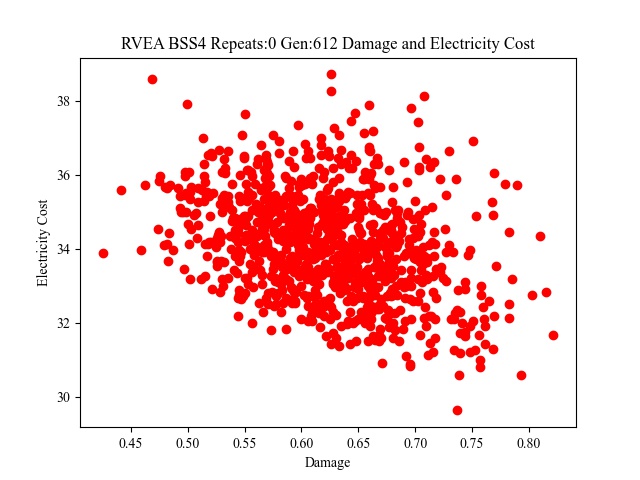 RVEA BSS4 Repeats:0 Gen:612 Damage and Electricity Cost
38
36
34
32
30
Electricity Cost
0.45 0.50 0.55 0.60 0.65 0.70 0.75 0.80
Damage